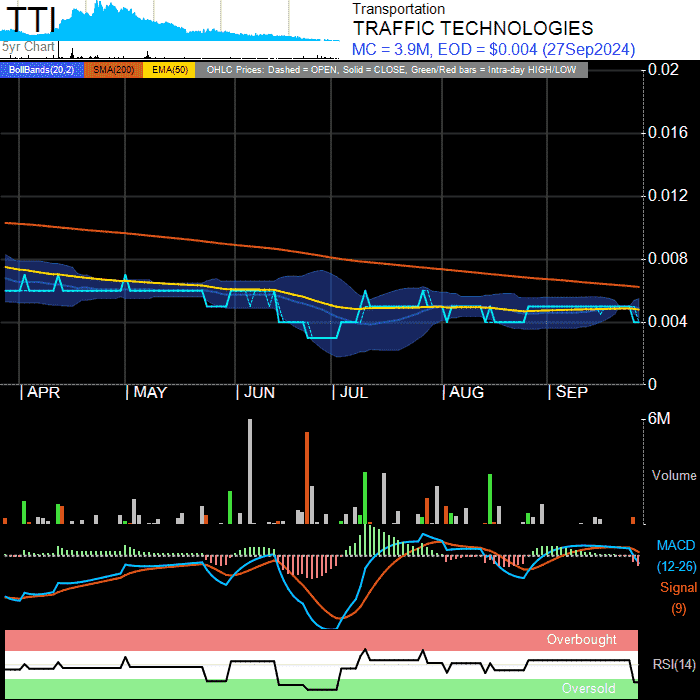 TTI
5yr Chart
Transportation
TRAFFIC TECHNOLOGIES
MC = 3.9M, EOD = $0.004 (27Sep2024)
BollBands(20,2) SMA(200) EMA(50) OHLC Prices: Dashed = OPEN, Solid = CLOSE, Green/Red bars = Intra-day HIGH/LOW
0.02
0.016
0.012
0.008
0.004
0
APR MAY JUN JUL AUG SEP
6M
Volume
MACD
(12-26)
Signal
(9)
Overbought
RSI(14)
Oversold